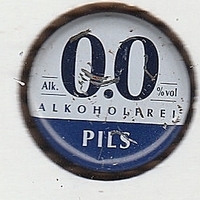 0.0
Alk. % vol
ALKOHOLFREI
PILS